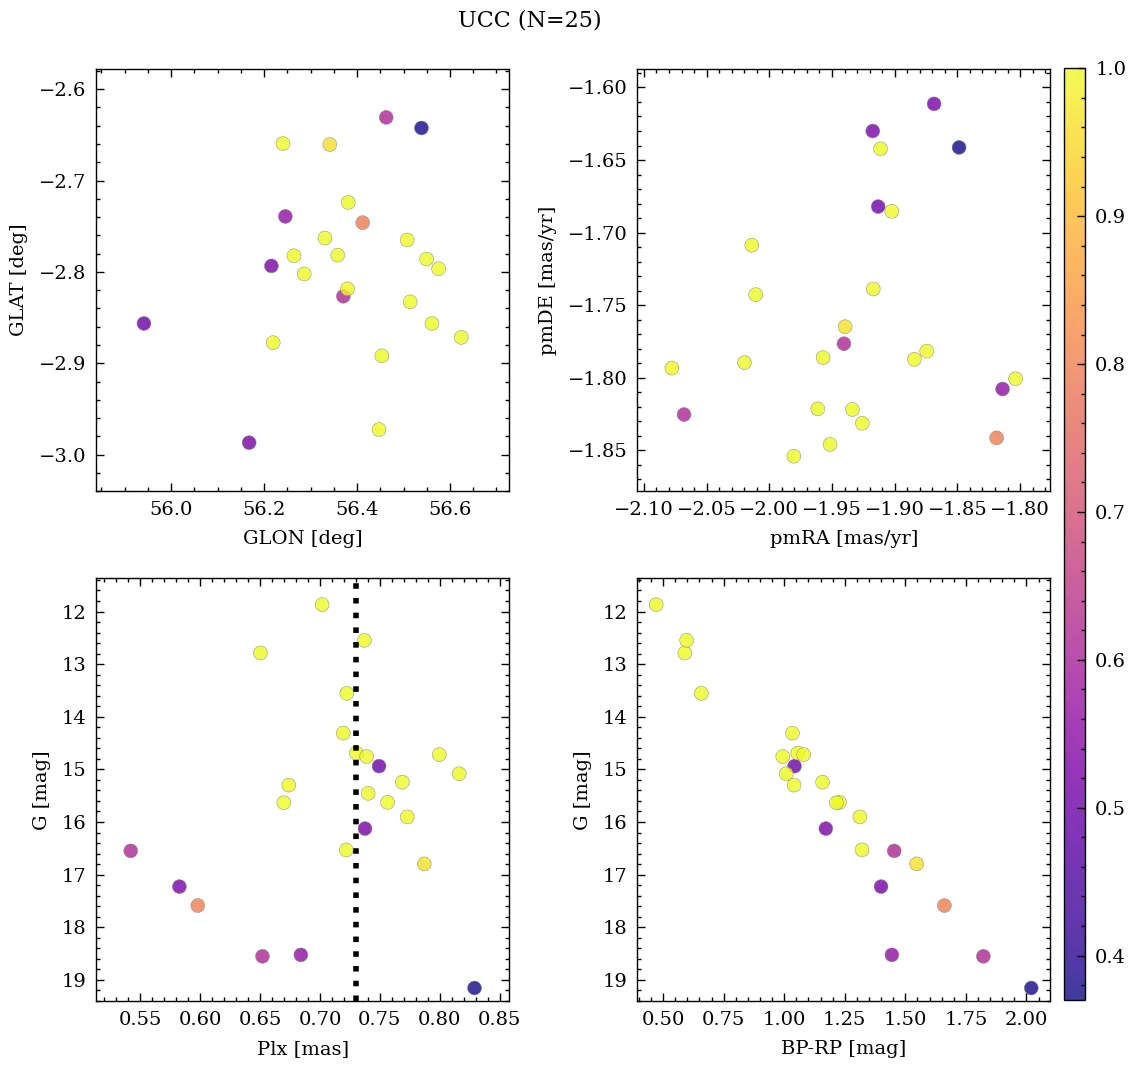 UCC (N=25)
−2.6
−2.7
−2.8
−2.9
−3.0
GLAT [deg]
56.0 56.2 56.4 56.6
GLON [deg]
−1.60
−1.65
−1.70
−1.75
−1.80
−1.85
pmDE [mas/yr]
−2.10 −2.05 −2.00 −1.95 −1.90 −1.85 −1.80
pmRA [mas/yr]
12
13
14
15
16
17
18
19
G [mag]
0.55 0.60 0.65 0.70 0.75 0.80 0.85
Plx [mas]
12
13
14
15
16
17
18
19
G [mag]
0.50 0.75 1.00 1.25 1.50 1.75 2.00
BP-RP [mag]
1.0
0.9
0.8
0.7
0.6
0.5
0.4